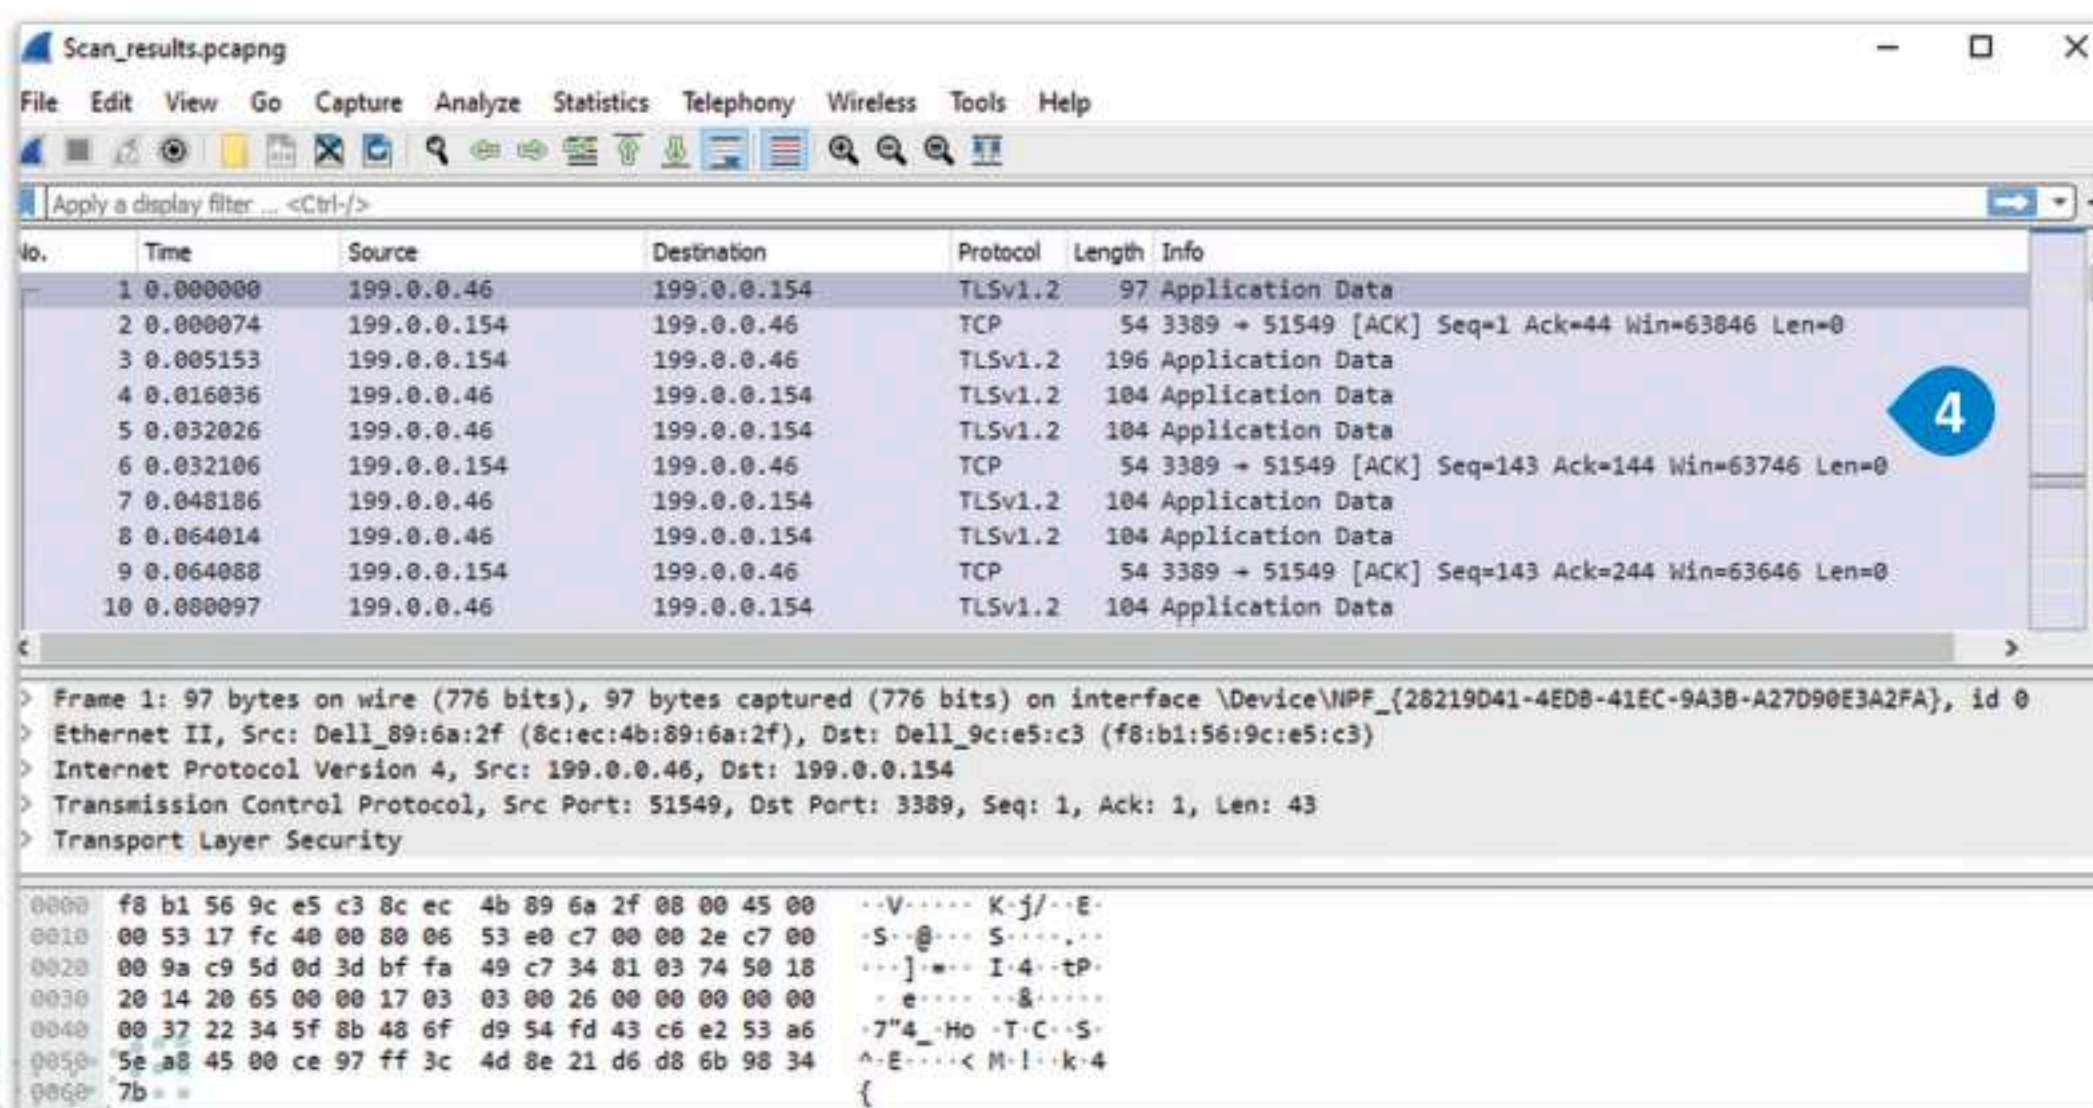 Scan_results.pcapng
File Edit View Go Capture Analyze Statistics Telephony Wireless Tools Help
Apply a display filter ... <Ctrl-/>
No. Time Source Destination Protocol Length Info
1 0.000000 199.0.0.46 199.0.0.154 TLSv1.2 97 Application Data
2 0.000074 199.0.0.154 199.0.0.46 TCP 54 3389 → 51549 [ACK] Seq=1 Ack=44 Win=63846 Len=0
3 0.005153 199.0.0.154 199.0.0.46 TLSv1.2 196 Application Data
4 0.016036 199.0.0.46 199.0.0.154 TLSv1.2 104 Application Data
5 0.032026 199.0.0.46 199.0.0.154 TLSv1.2 104 Application Data
6 0.032106 199.0.0.154 199.0.0.46 TCP 54 3389 → 51549 [ACK] Seq=143 Ack=144 Win=63746 Len=0
7 0.048186 199.0.0.46 199.0.0.154 TLSv1.2 104 Application Data
8 0.064014 199.0.0.46 199.0.0.154 TLSv1.2 104 Application Data
9 0.064088 199.0.0.154 199.0.0.46 TCP 54 3389 → 51549 [ACK] Seq=143 Ack=244 Win=63646 Len=0
10 0.080097 199.0.0.46 199.0.0.154 TLSv1.2 104 Application Data
4
> Frame 1: 97 bytes on wire (776 bits), 97 bytes captured (776 bits) on interface \Device\NPF_{28219D41-4EDB-41EC-9A3B-A27D90E3A2FA}, id 0
> Ethernet II, Src: Dell_89:6a:2f (8c:ec:4b:89:6a:2f), Dst: Dell_9c:e5:c3 (f8:b1:56:9c:e5:c3)
> Internet Protocol Version 4, Src: 199.0.0.46, Dst: 199.0.0.154
> Transmission Control Protocol, Src Port: 51549, Dst Port: 3389, Seq: 1, Ack: 1, Len: 43
> Transport Layer Security
0000 f8 b1 56 9c e5 c3 8c ec 4b 89 6a 2f 08 00 45 00 ··V····· K·j/··E·
0010 00 53 17 fc 40 00 80 06 53 e0 c7 00 00 2e c7 00 ·S··@··· S····.··
0020 00 9a c9 5d 0d 3d bf fa 49 c7 34 81 03 74 50 18 ···]·=·· I·4··tP·
0030 20 14 20 65 00 00 17 03 03 00 26 00 00 00 00 00 · e···· ··&·····
0040 00 37 22 34 5f 8b 48 6f d9 54 fd 43 c6 e2 53 a6 ·7"4_·Ho ·T·C··S·
0050 5e a8 45 00 ce 97 ff 3c 4d 8e 21 d6 d8 6b 98 34 ^·E····< M·!··k·4
0060 7b {